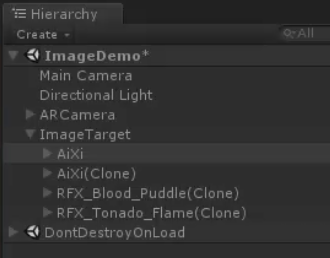 Hierarchy
Create
All
ImageDemo*
Main Camera
Directional Light
ARCamera
ImageTarget
AiXi
AiXi(Clone)
RFX_Blood_Puddle(Clone)
RFX_Tonado_Flame(Clone)
DontDestroyOnLoad